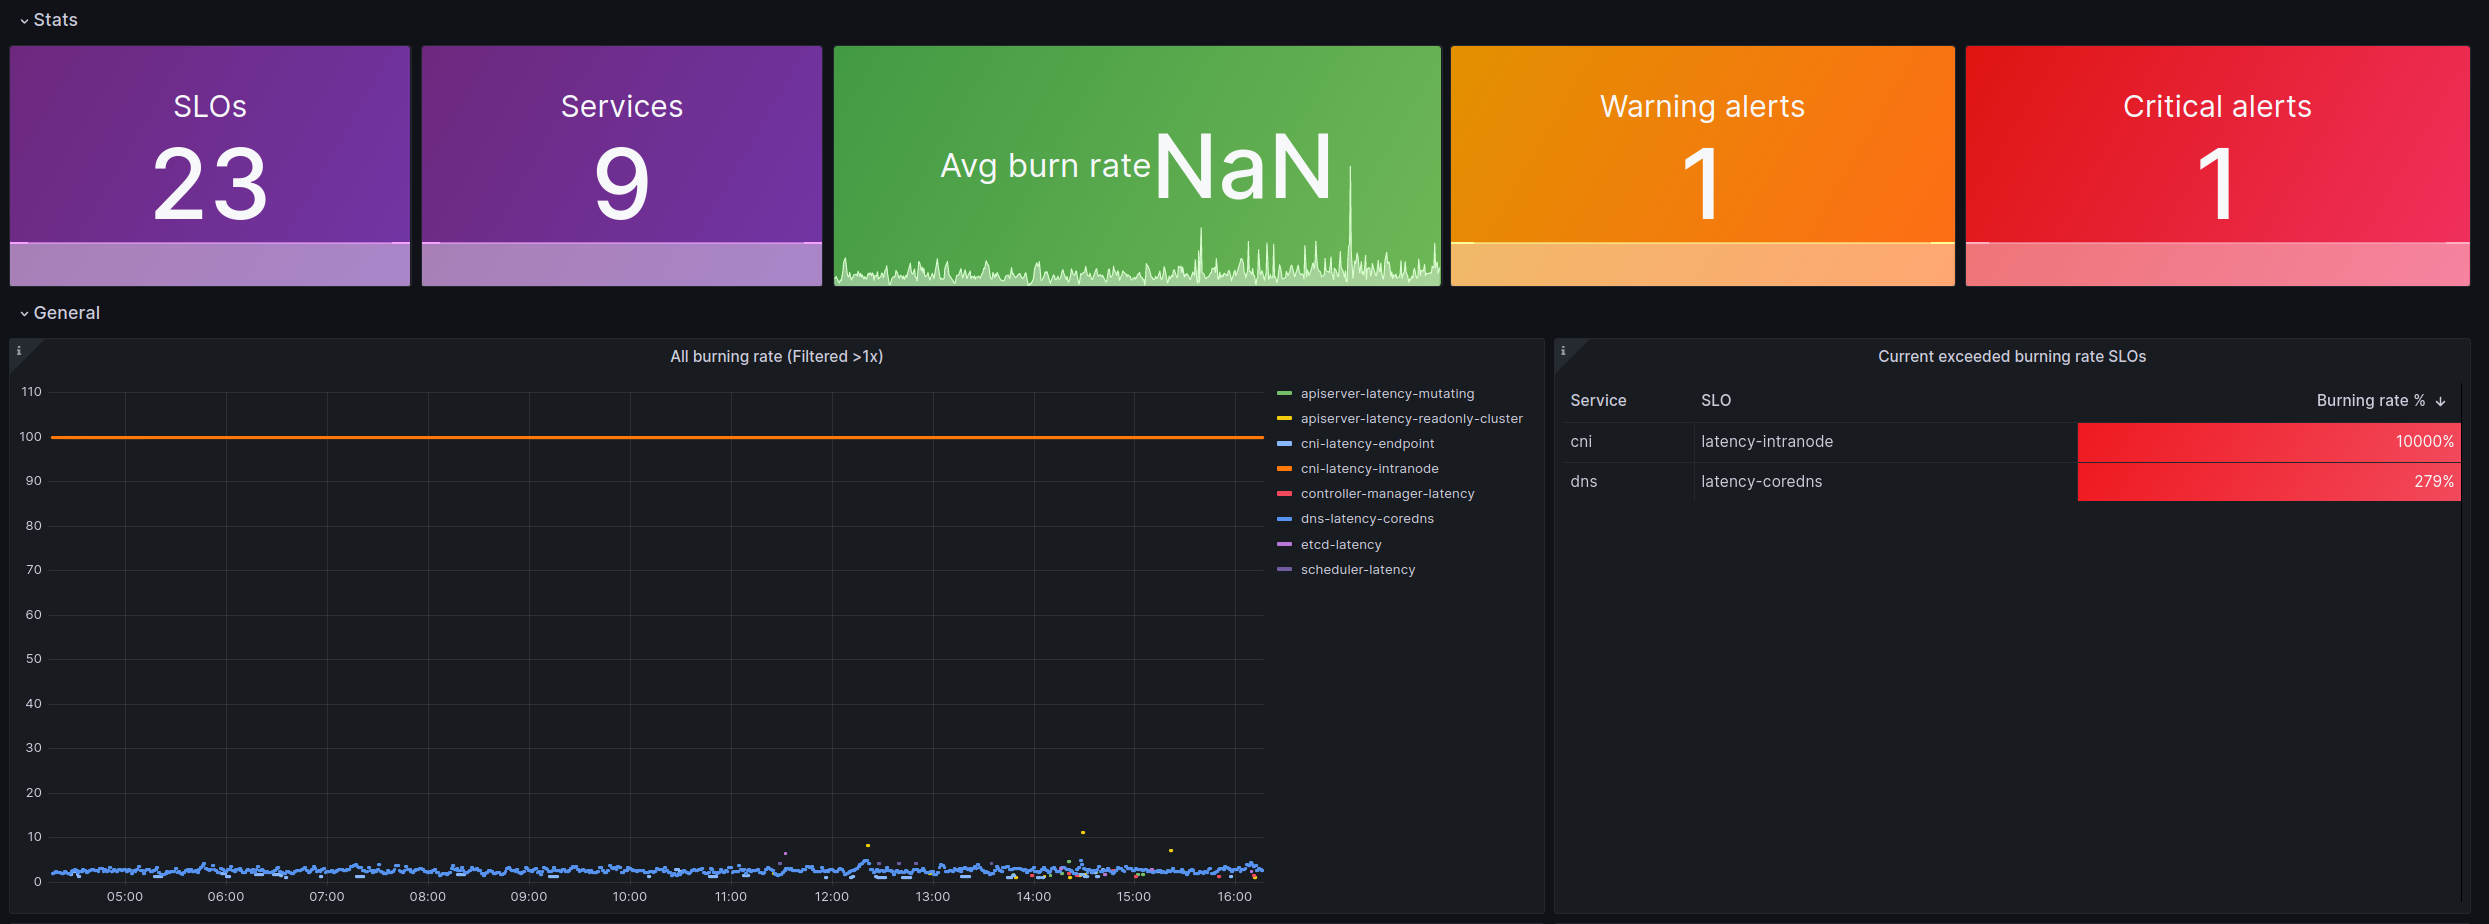 Stats
SLOs
23
Services
9
Avg burn rate NaN
Warning alerts
1
Critical alerts
1
General
All burning rate (Filtered >1x)
110
100
90
80
70
60
50
40
30
20
10
0
05:00 06:00 07:00 08:00 09:00 10:00 11:00 12:00 13:00 14:00 15:00 16:00
apiserver-latency-mutating
apiserver-latency-readonly-cluster
cni-latency-endpoint
cni-latency-intranode
controller-manager-latency
dns-latency-coredns
etcd-latency
scheduler-latency
Current exceeded burning rate SLOs
Service SLO Burning rate % ↓
cni latency-intranode 10000%
dns latency-coredns 279%